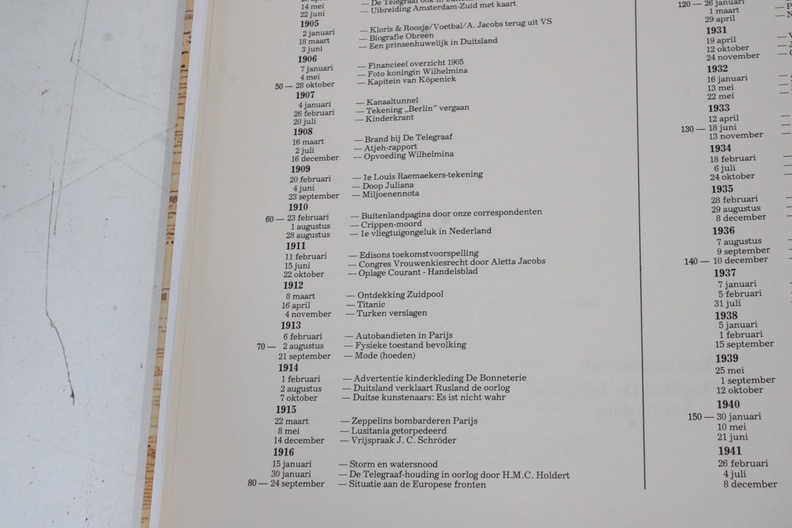 14 mei — De Telegraaf
22 juni — Uibreiding Amsterdam-Zuid met kaart
1905
2 januari — Kloris & Roosje/Voetbal/A. Jacobs terug uit VS
18 maart — Biografie Obreen
3 juni — Een prinsenhuwelijk in Duitsland
1906
7 januari — Financieel overzicht 1905
4 mei — Foto koningin Wilhelmina
50 — 28 oktober — Kapitein van Köpenick
1907
4 januari — Kanaaltunnel
26 februari — Tekening „Berlin” vergaan
20 juli — Kinderkrant
1908
16 maart — Brand bij De Telegraaf
2 juli — Atjeh-rapport
16 december — Opvoeding Wilhelmina
1909
20 februari — 1e Louis Raemaekers-tekening
4 juni — Doop Juliana
23 september — Miljoenennota
1910
60 — 23 februari — Buitenlandpagina door onze correspondenten
1 augustus — Crippen-moord
28 augustus — 1e vliegtuigongeluk in Nederland
1911
11 februari — Edisons toekomstvoorspelling
15 juni — Congres Vrouwenkiesrecht door Aletta Jacobs
22 oktober — Oplage Courant - Handelsblad
1912
8 maart — Ontdekking Zuidpool
16 april — Titanic
4 november — Turken verslagen
1913
6 februari — Autobandieten in Parijs
70 — 2 augustus — Fysieke toestand bevolking
21 september — Mode (hoeden)
1914
1 februari — Advertentie kinderkleding De Bonneterie
2 augustus — Duitsland verklaart Rusland de oorlog
7 oktober — Duitse kunstenaars: Es ist nicht wahr
1915
22 maart — Zeppelins bombarderen Parijs
8 mei — Lusitania getorpedeerd
14 december — Vrijspraak J. C. Schröder
1916
15 januari — Storm en watersnood
30 januari — De Telegraaf-houding in oorlog door H.M.C. Holdert
80 — 24 september — Situatie aan de Europese fronten
120 — 26 januari
1 maart —
29 april —
1931
19 april —
12 oktober —
24 november —
1932
16 januari —
13 mei —
22 mei —
1933
12 april —
130 — 18 juni —
13 november —
1934
18 februari —
6 juli —
24 oktober —
1935
28 februari —
29 augustus —
8 december —
1936
7 augustus —
9 september —
140 — 10 december —
1937
7 januari —
5 februari —
31 juli —
1938
5 januari —
1 februari —
15 september —
1939
25 mei
1 september
12 oktober
1940
150 — 30 januari
10 mei
21 juni
1941
26 februari
4 juli
8 december